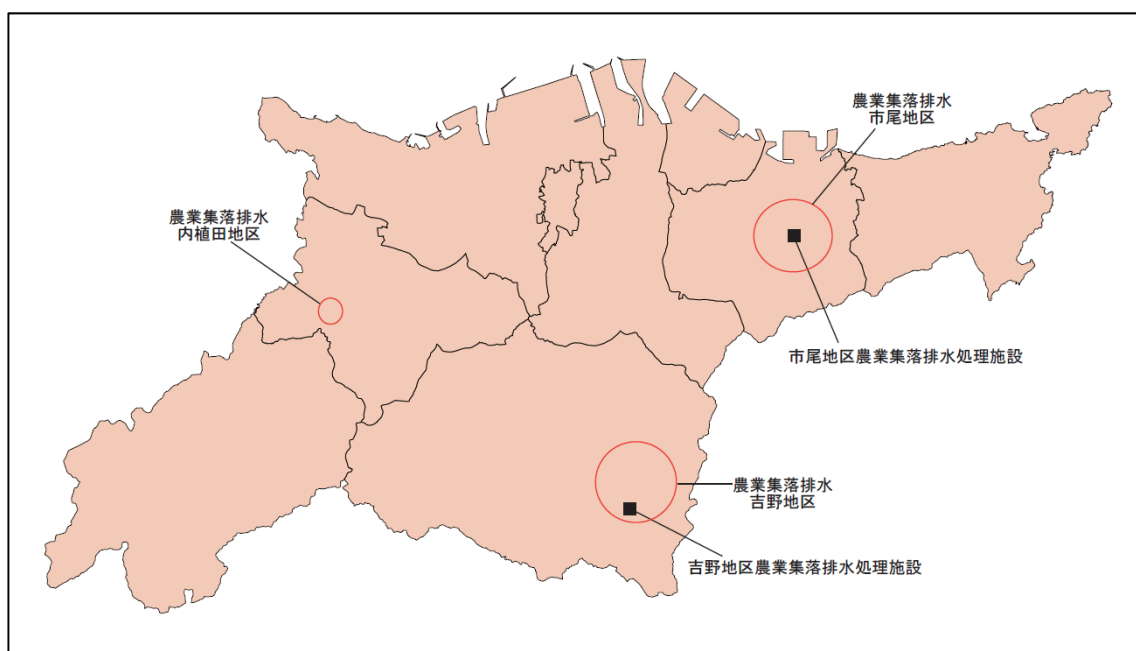 農業集落排水
市尾地区
農業集落排水
内植田地区
市尾地区農業集落排水処理施設
農業集落排水
吉野地区
吉野地区農業集落排水処理施設